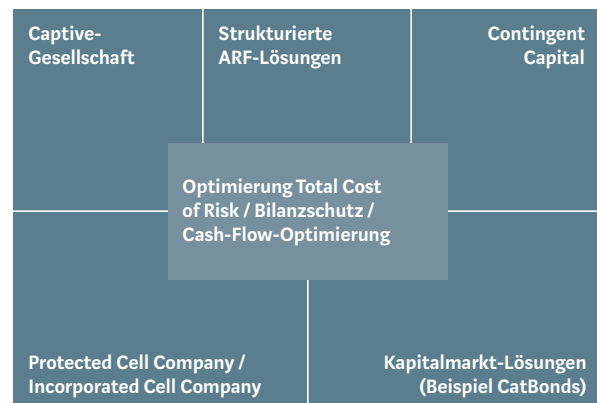 Captive-
Gesellschaft
Strukturierte
ARF-Lösungen
Contingent
Capital
Optimierung Total Cost
of Risk / Bilanzschutz /
Cash-Flow-Optimierung
Protected Cell Company /
Incorporated Cell Company
Kapitalmarkt-Lösungen
(Beispiel CatBonds)